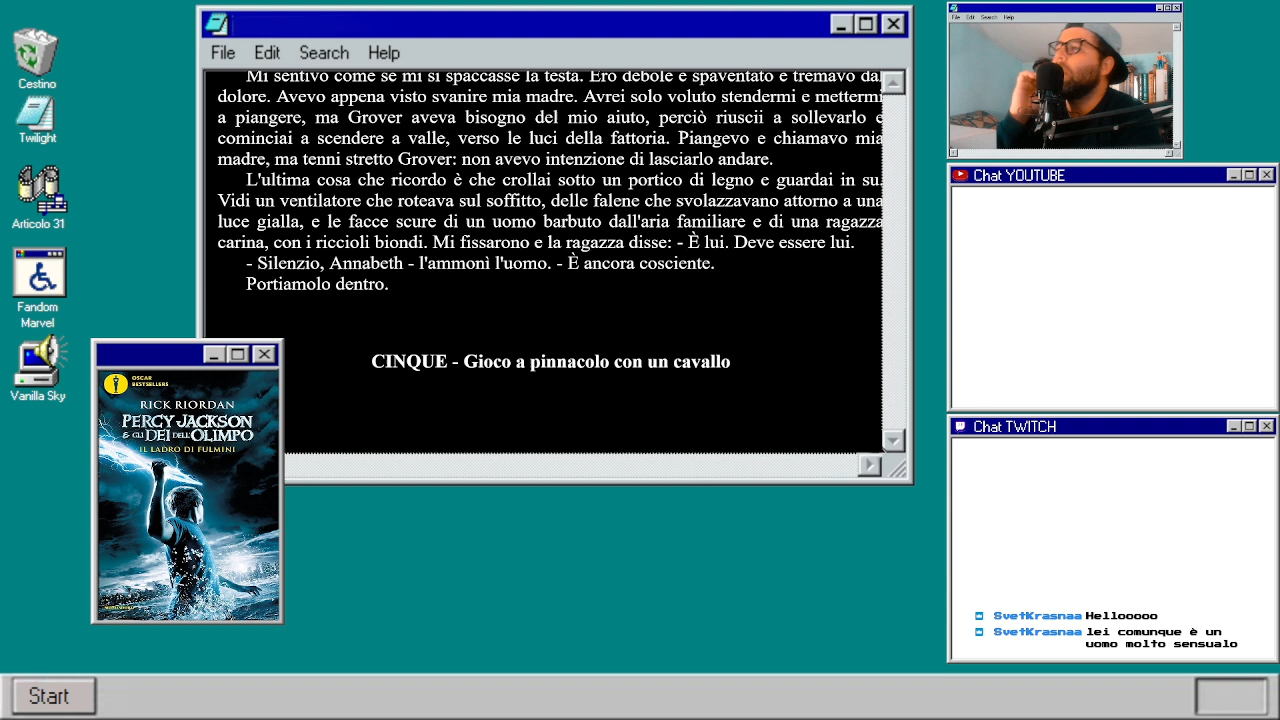 Cestino
Twilight
Articolo 31
Fandom
Marvel
Vanilla Sky
File Edit Search Help
Mi sentivo come se mi si spaccasse la testa. Ero debole e spaventato e tremavo dal
dolore. Avevo appena visto svanire mia madre. Avrei solo voluto stendermi e mettermi
a piangere, ma Grover aveva bisogno del mio aiuto, perciò riuscii a sollevarlo e
cominciai a scendere a valle, verso le luci della fattoria. Piangevo e chiamavo mia
madre, ma tenni stretto Grover: non avevo intenzione di lasciarlo andare.
L'ultima cosa che ricordo è che crollai sotto un portico di legno e guardai in su.
Vidi un ventilatore che roteava sul soffitto, delle falene che svolazzavano attorno a una
luce gialla, e le facce scure di un uomo barbuto dall'aria familiare e di una ragazza
carina, con i riccioli biondi. Mi fissarono e la ragazza disse: - È lui. Deve essere lui.
- Silenzio, Annabeth - l'ammonì l'uomo. - È ancora cosciente.
Portiamolo dentro.
CINQUE - Gioco a pinnacolo con un cavallo
OSCAR
BESTSELLERS
RICK RIORDAN
PERCY JACKSON
& GLI DEI DELL'OLIMPO
IL LADRO DI FULMINI
MONDADORI
File Edit Search Help
Chat YOUTUBE
Chat TWITCH
SvetKrasnaa Hellooooo
SvetKrasnaa lei comunque è un
uomo molto sensualo
Start